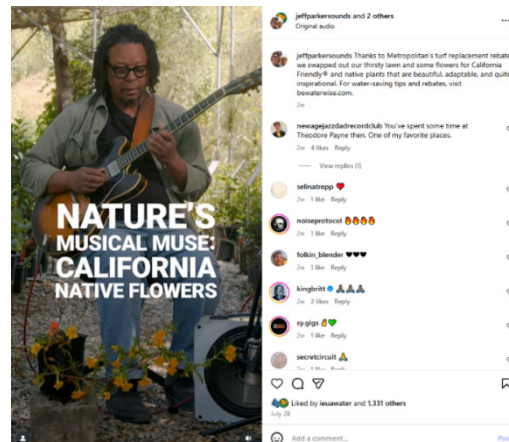 jeffparkersounds and 2 others
Original audio
jeffparkersounds Thanks to Metropolitan's turf replacement rebate
we swapped out our thirsty lawn and some flowers for California
Friendly® and native plants that are beautiful, adaptable, and quite
inspirational. For water-saving tips and rebates, visit
bewaterwise.com.
2w
newagejazzdadrecordclub You've spent some time at
Theodore Payne then. One of my favorite places.
2w 4 likes Reply
View replies (1)
selinatrepp ❤️
2w 1 like Reply
noiseprotocol 🔥🔥🔥🔥
2w 1 like Reply
folkin_blender 🖤🖤🖤
2w 1 like Reply
kingbritt 🙏🏾🙏🏾🙏🏾
2w 2 likes Reply
sy.gigs
2w 1 like Reply
secretcircuit 🙏
Liked by ieuawater and 1,331 others
July 28
Add a comment...
NATURE'S
MUSICAL MUSE:
CALIFORNIA
NATIVE FLOWERS